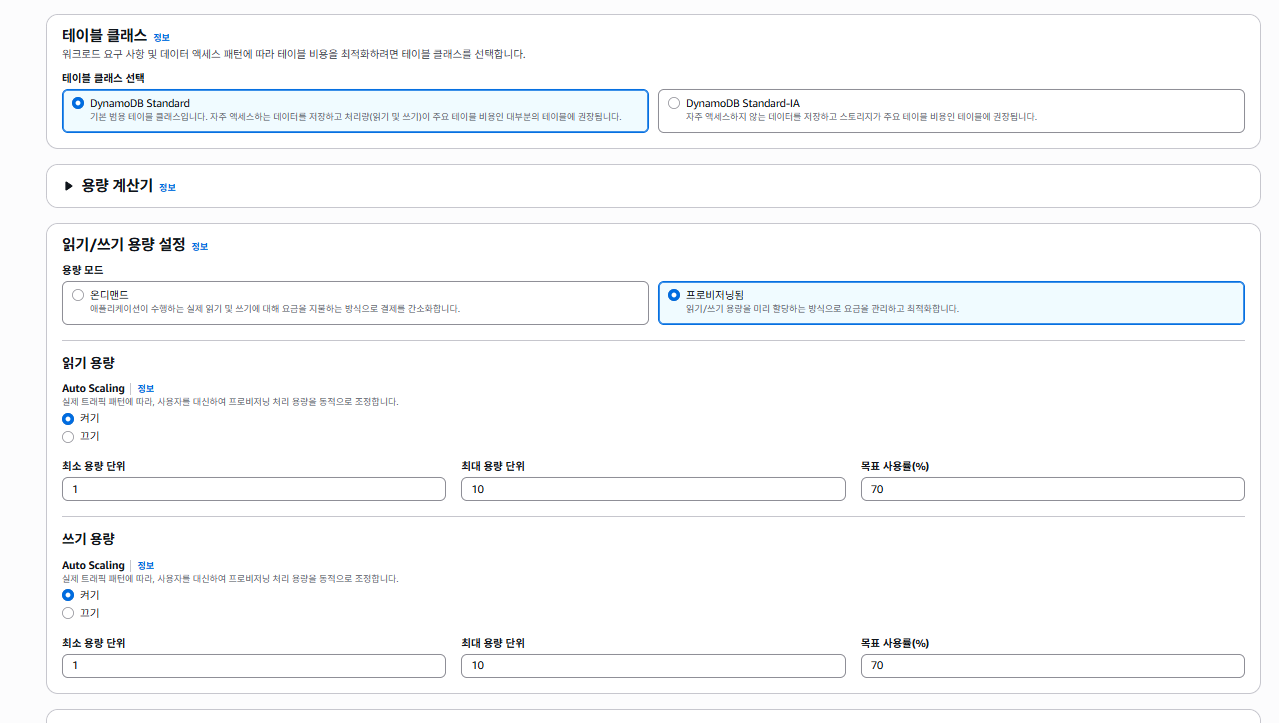 테이블 클래스 정보
워크로드 요구 사항 및 데이터 액세스 패턴에 따라 테이블 비용을 최적화하려면 테이블 클래스를 선택합니다.
테이블 클래스 선택
DynamoDB Standard
기본 범용 테이블 클래스입니다. 자주 액세스하는 데이터를 저장하고 처리량(읽기 및 쓰기)이 주요 테이블 비용인 대부분의 테이블에 권장됩니다.
DynamoDB Standard-IA
자주 액세스하지 않는 데이터를 저장하고 스토리지가 주요 테이블 비용인 테이블에 권장됩니다.
용량 계산기 정보
읽기/쓰기 용량 설정 정보
용량 모드
온디맨드
애플리케이션이 수행하는 실제 읽기 및 쓰기에 대해 요금을 지불하는 방식으로 결제를 간소화합니다.
프로비저닝됨
읽기/쓰기 용량을 미리 할당하는 방식으로 요금을 관리하고 최적화합니다.
읽기 용량
Auto Scaling 정보
실제 트래픽 패턴에 따라, 사용자를 대신하여 프로비저닝 처리 용량을 동적으로 조정합니다.
켜기
끄기
최소 용량 단위 최대 용량 단위 목표 사용률(%)
1 10 70
쓰기 용량
Auto Scaling 정보
실제 트래픽 패턴에 따라, 사용자를 대신하여 프로비저닝 처리 용량을 동적으로 조정합니다.
켜기
끄기
최소 용량 단위 최대 용량 단위 목표 사용률(%)
1 10 70